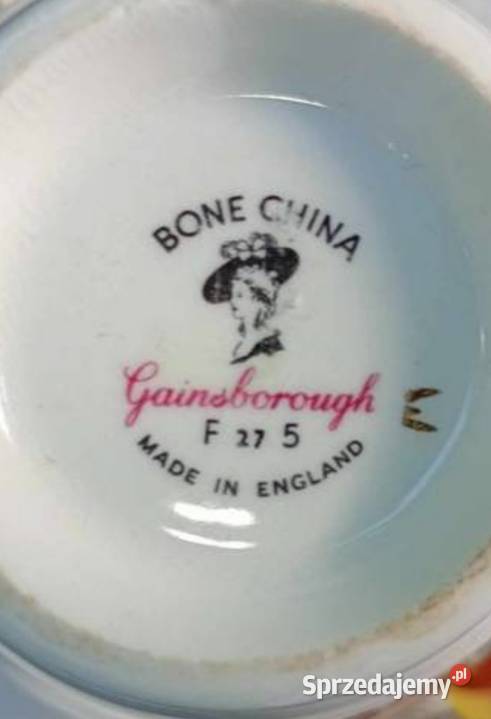 BONE CHINA
Gainsborough
E
F 27 5
MADE IN ENGLAND
Sprzedajemy.pl